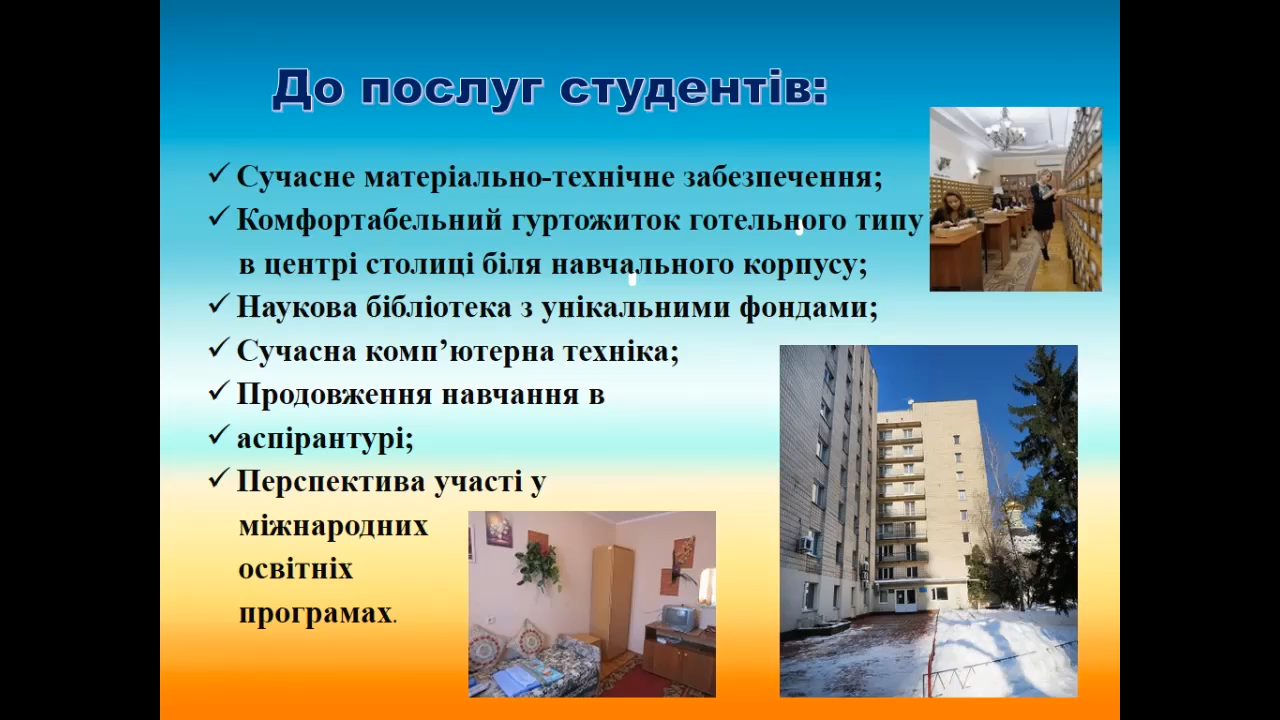 До послуг студентів:
✓ Сучасне матеріально-технічне забезпечення;
✓ Комфортабельний гуртожиток готельного типу
в центрі столиці біля навчального корпусу;
✓ Наукова бібліотека з унікальними фондами;
✓ Сучасна комп’ютерна техніка;
✓ Продовження навчання в
✓ аспірантурі;
✓ Перспектива участі у
міжнародних
освітніх
програмах.